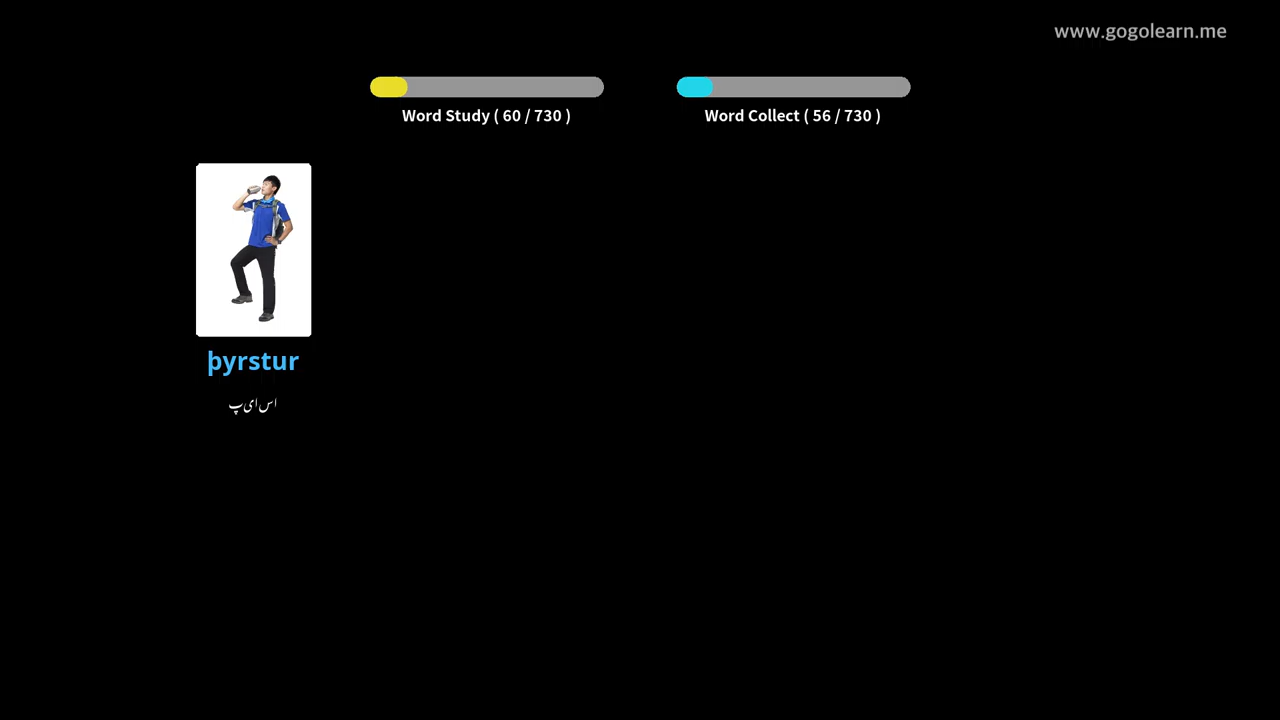 www.gogolearn.me
Word Study ( 60 / 730 )
Word Collect ( 56 / 730 )
þyrstur
اس ای پ